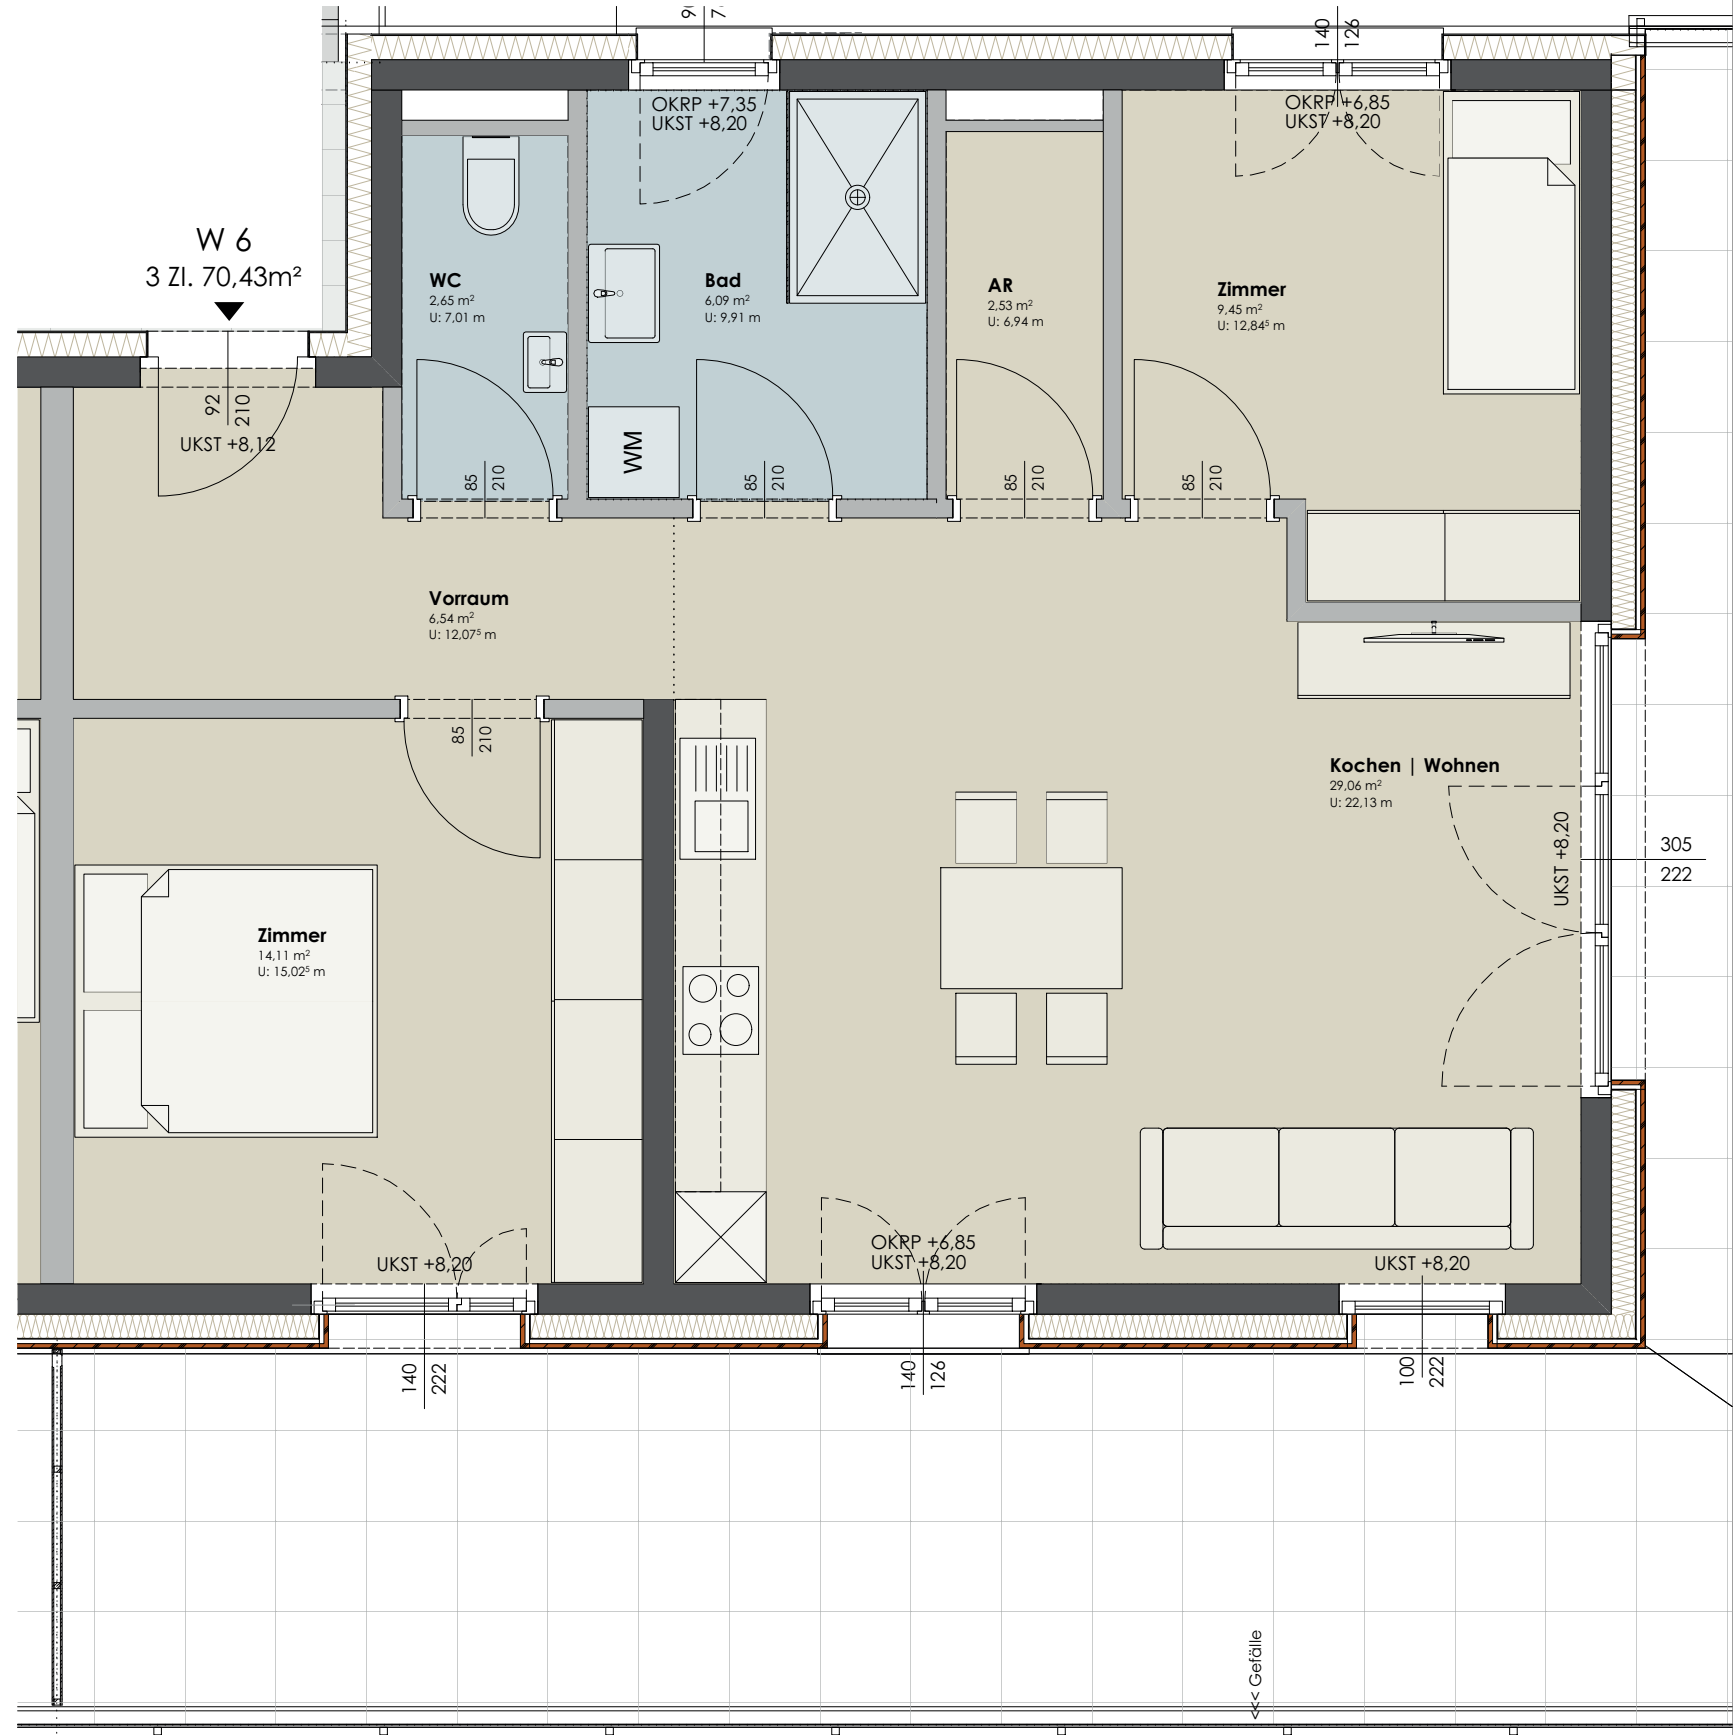 140
126
OKRP +7,35
UKST +8,20
OKRP +6,85
UKST +8,20
W 6
3 ZI. 70,43m²
WC
2,65 m²
U: 7,01 m
Bad
6,09 m²
U: 9,91 m
AR
2,53 m²
U: 6,94 m
Zimmer
9,45 m²
U: 12,84⁵ m
92
210
UKST +8,12
WM
85
210
85
210
85
210
85
210
Vorraum
6,54 m²
U: 12,07⁵ m
85
210
Kochen | Wohnen
29,06 m²
U: 22,13 m
UKST +8,20
305
222
Zimmer
14,11 m²
U: 15,02⁵ m
UKST +8,20
OKRP +6,85
UKST +8,20
UKST +8,20
140
222
140
126
100
222
<<< Gefälle